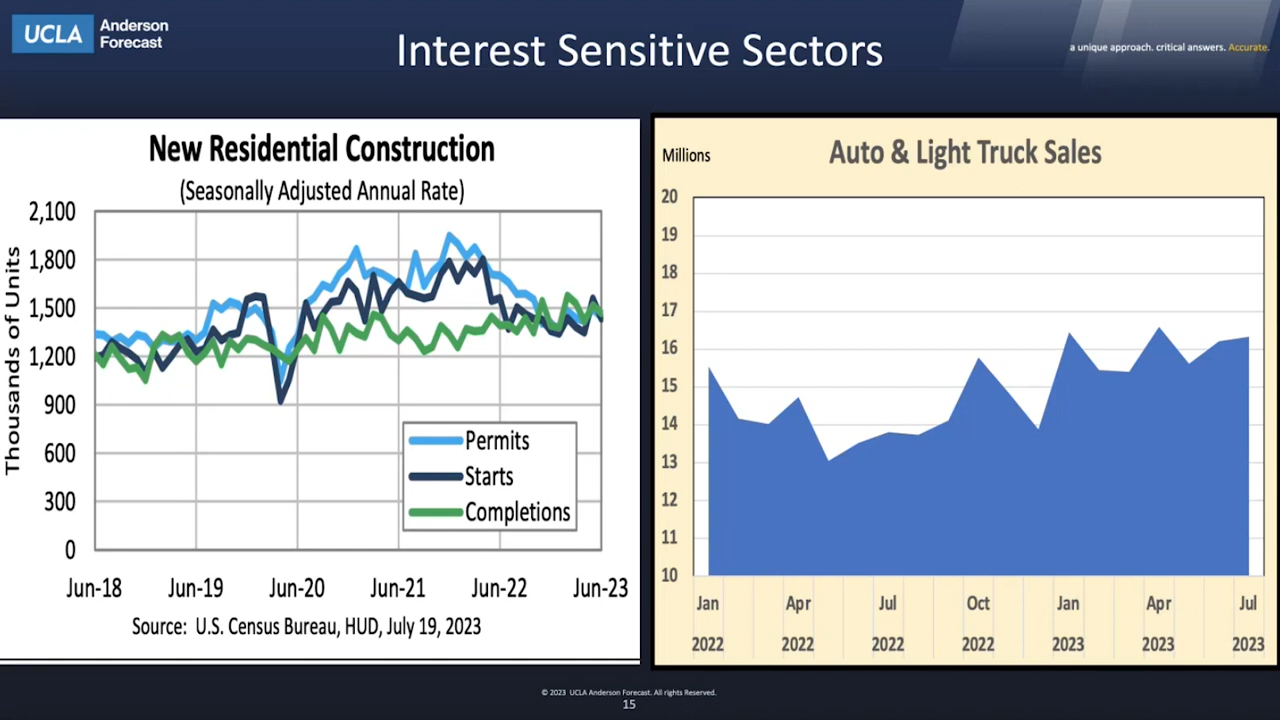 UCLA Anderson
Forecast
Interest Sensitive Sectors
a unique approach. critical answers. Accurate.
New Residential Construction
(Seasonally Adjusted Annual Rate)
Thousands of Units
2,100
1,800
1,500
1,200
900
600
300
0
Permits
Starts
Completions
Jun-18 Jun-19 Jun-20 Jun-21 Jun-22 Jun-23
Source: U.S. Census Bureau, HUD, July 19, 2023
Millions
Auto & Light Truck Sales
20
19
18
17
16
15
14
13
12
11
10
Jan Apr Jul Oct Jan Apr Jul
2022 2022 2022 2022 2023 2023 2023
© 2023 UCLA Anderson Forecast. All rights Reserved.
15